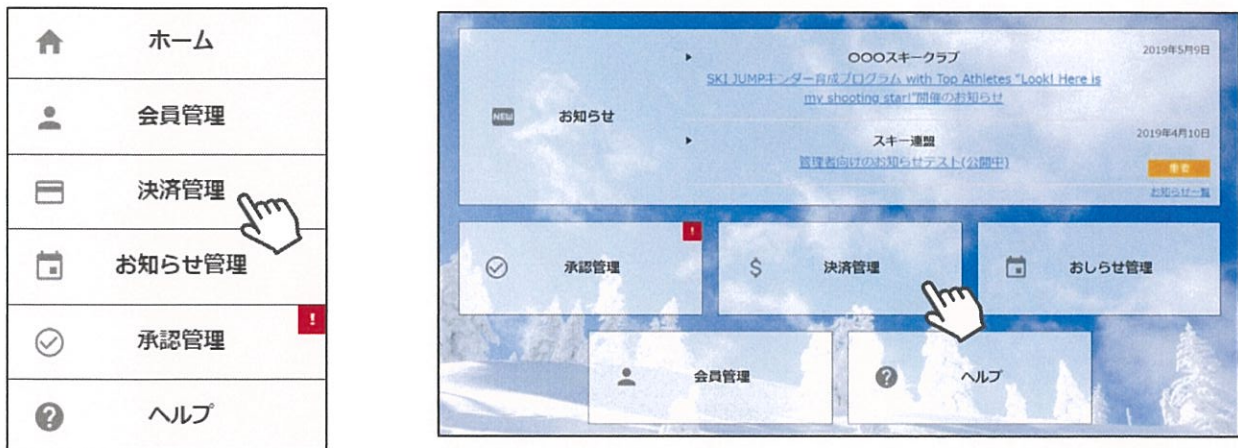 ホーム
会員管理
決済管理
お知らせ管理
!
承認管理
ヘルプ
2019年5月9日
〇〇〇スキークラブ
SKI JUMPキンダー育成プログラム with Top Athletes "Look! Here is
my shooting star!"開催のお知らせ
NEW
お知らせ
2019年4月10日
スキー連盟
管理者向けのお知らせテスト(公開中)
重要
お知らせ一覧
!
承認管理
$
決済管理
おしらせ管理
会員管理
?
ヘルプ